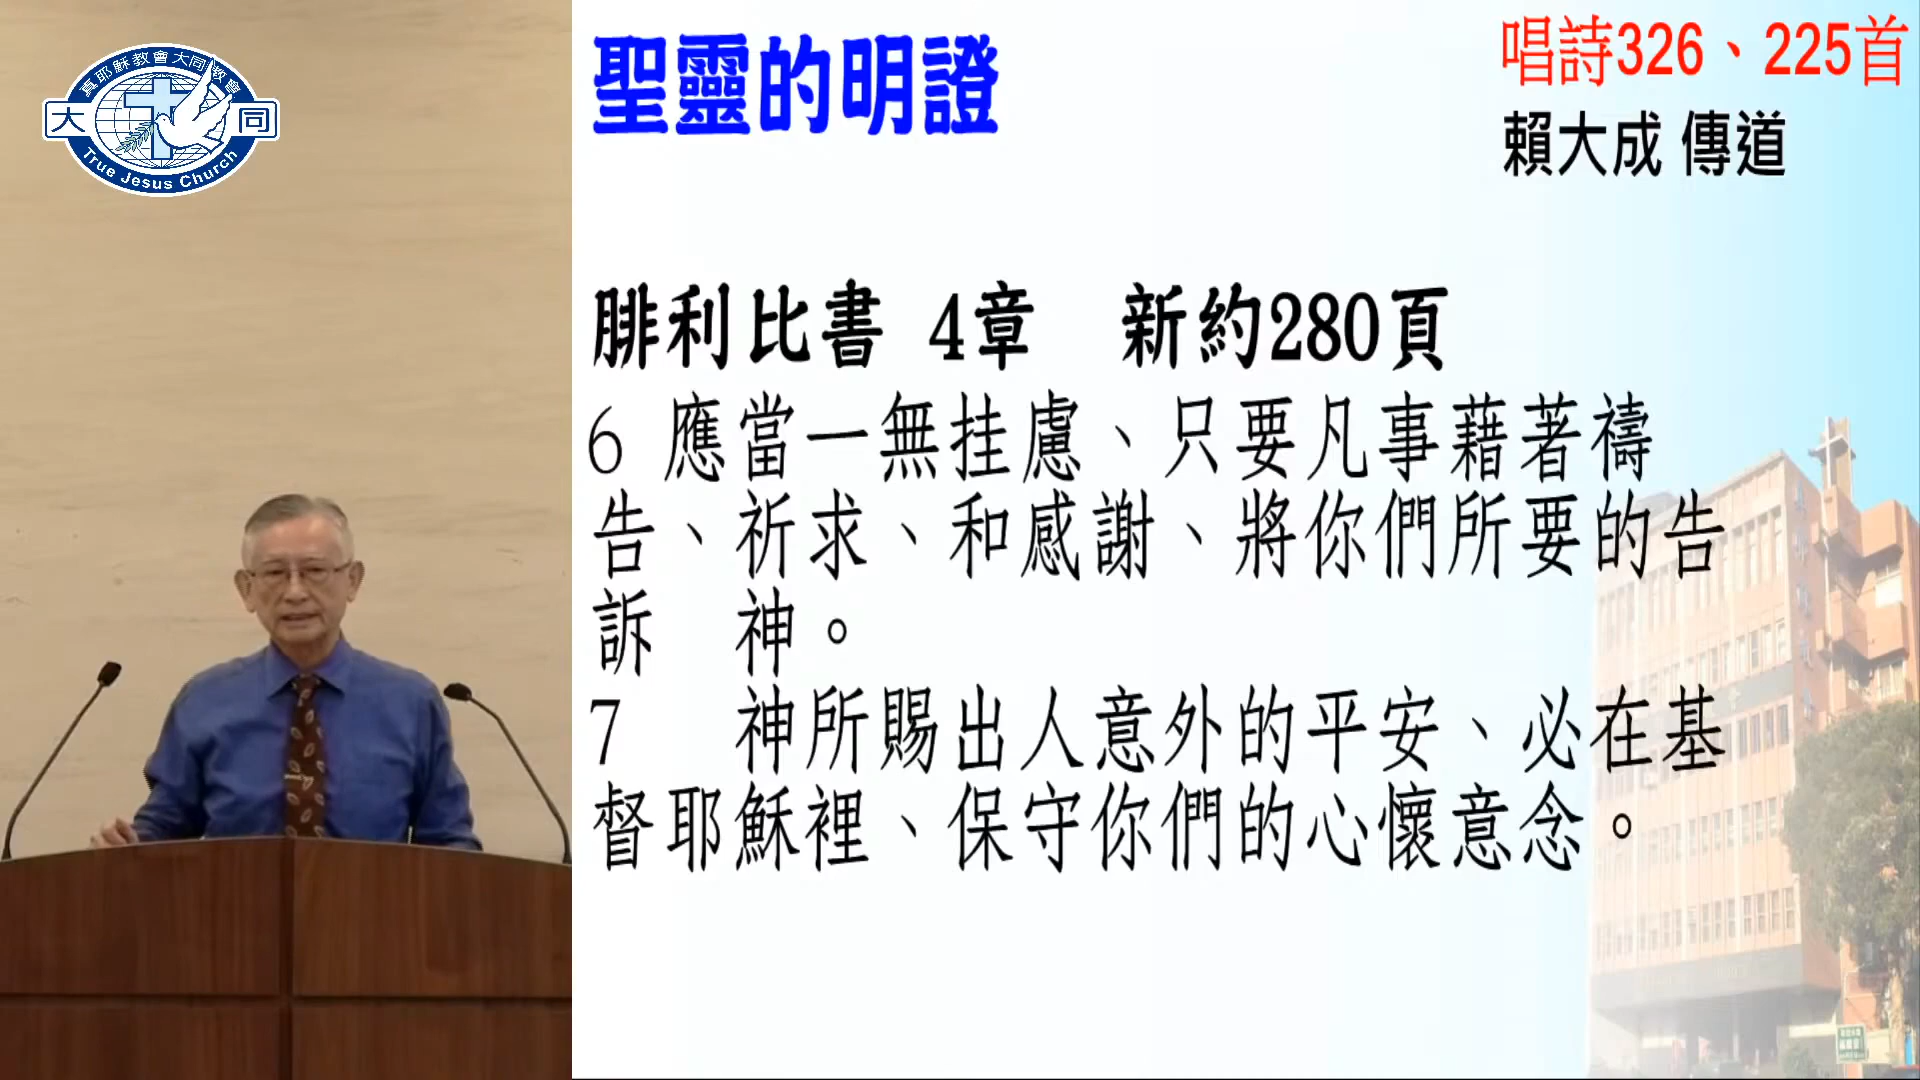 真耶穌教會大同教會
大同
True Jesus Church
聖靈的明證
唱詩326、225首
賴大成 傳道
腓利比書 4章　新約280頁
6 應當一無挂慮、只要凡事藉著禱
告、祈求、和感謝、將你們所要的告
訴　神。
7　神所賜出人意外的平安、必在基
督耶穌裡、保守你們的心懷意念。